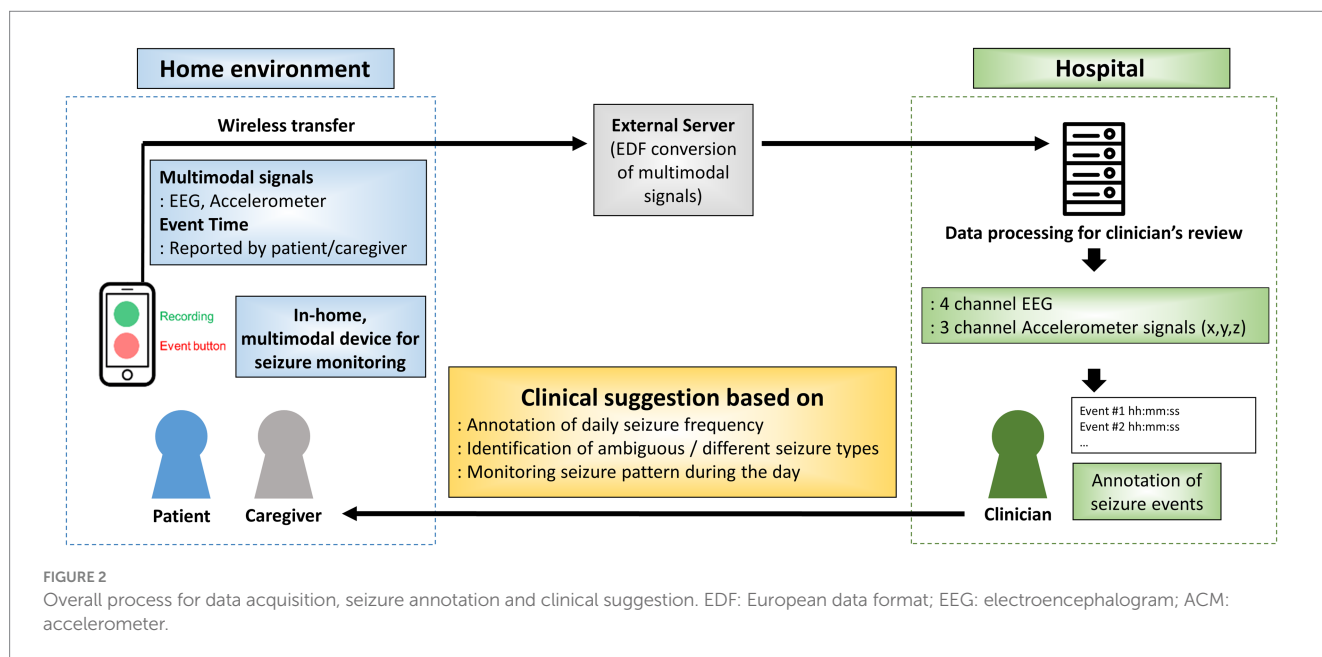 Home environment
Hospital
Wireless transfer
Multimodal signals
: EEG, Accelerometer
Event Time
: Reported by patient/caregiver
External Server
(EDF conversion
of multimodal
signals)
Data processing for clinician's review
Recording
Event button
In-home,
multimodal device for
seizure monitoring
: 4 channel EEG
: 3 channel Accelerometer signals (x,y,z)
Clinical suggestion based on
: Annotation of daily seizure frequency
: Identification of ambiguous / different seizure types
: Monitoring seizure pattern during the day
Event #1 hh:mm:ss
Event #2 hh:mm:ss
...
Annotation of
seizure events
Patient
Caregiver
Clinician
FIGURE 2
Overall process for data acquisition, seizure annotation and clinical suggestion. EDF: European data format; EEG: electroencephalogram; ACM:
accelerometer.